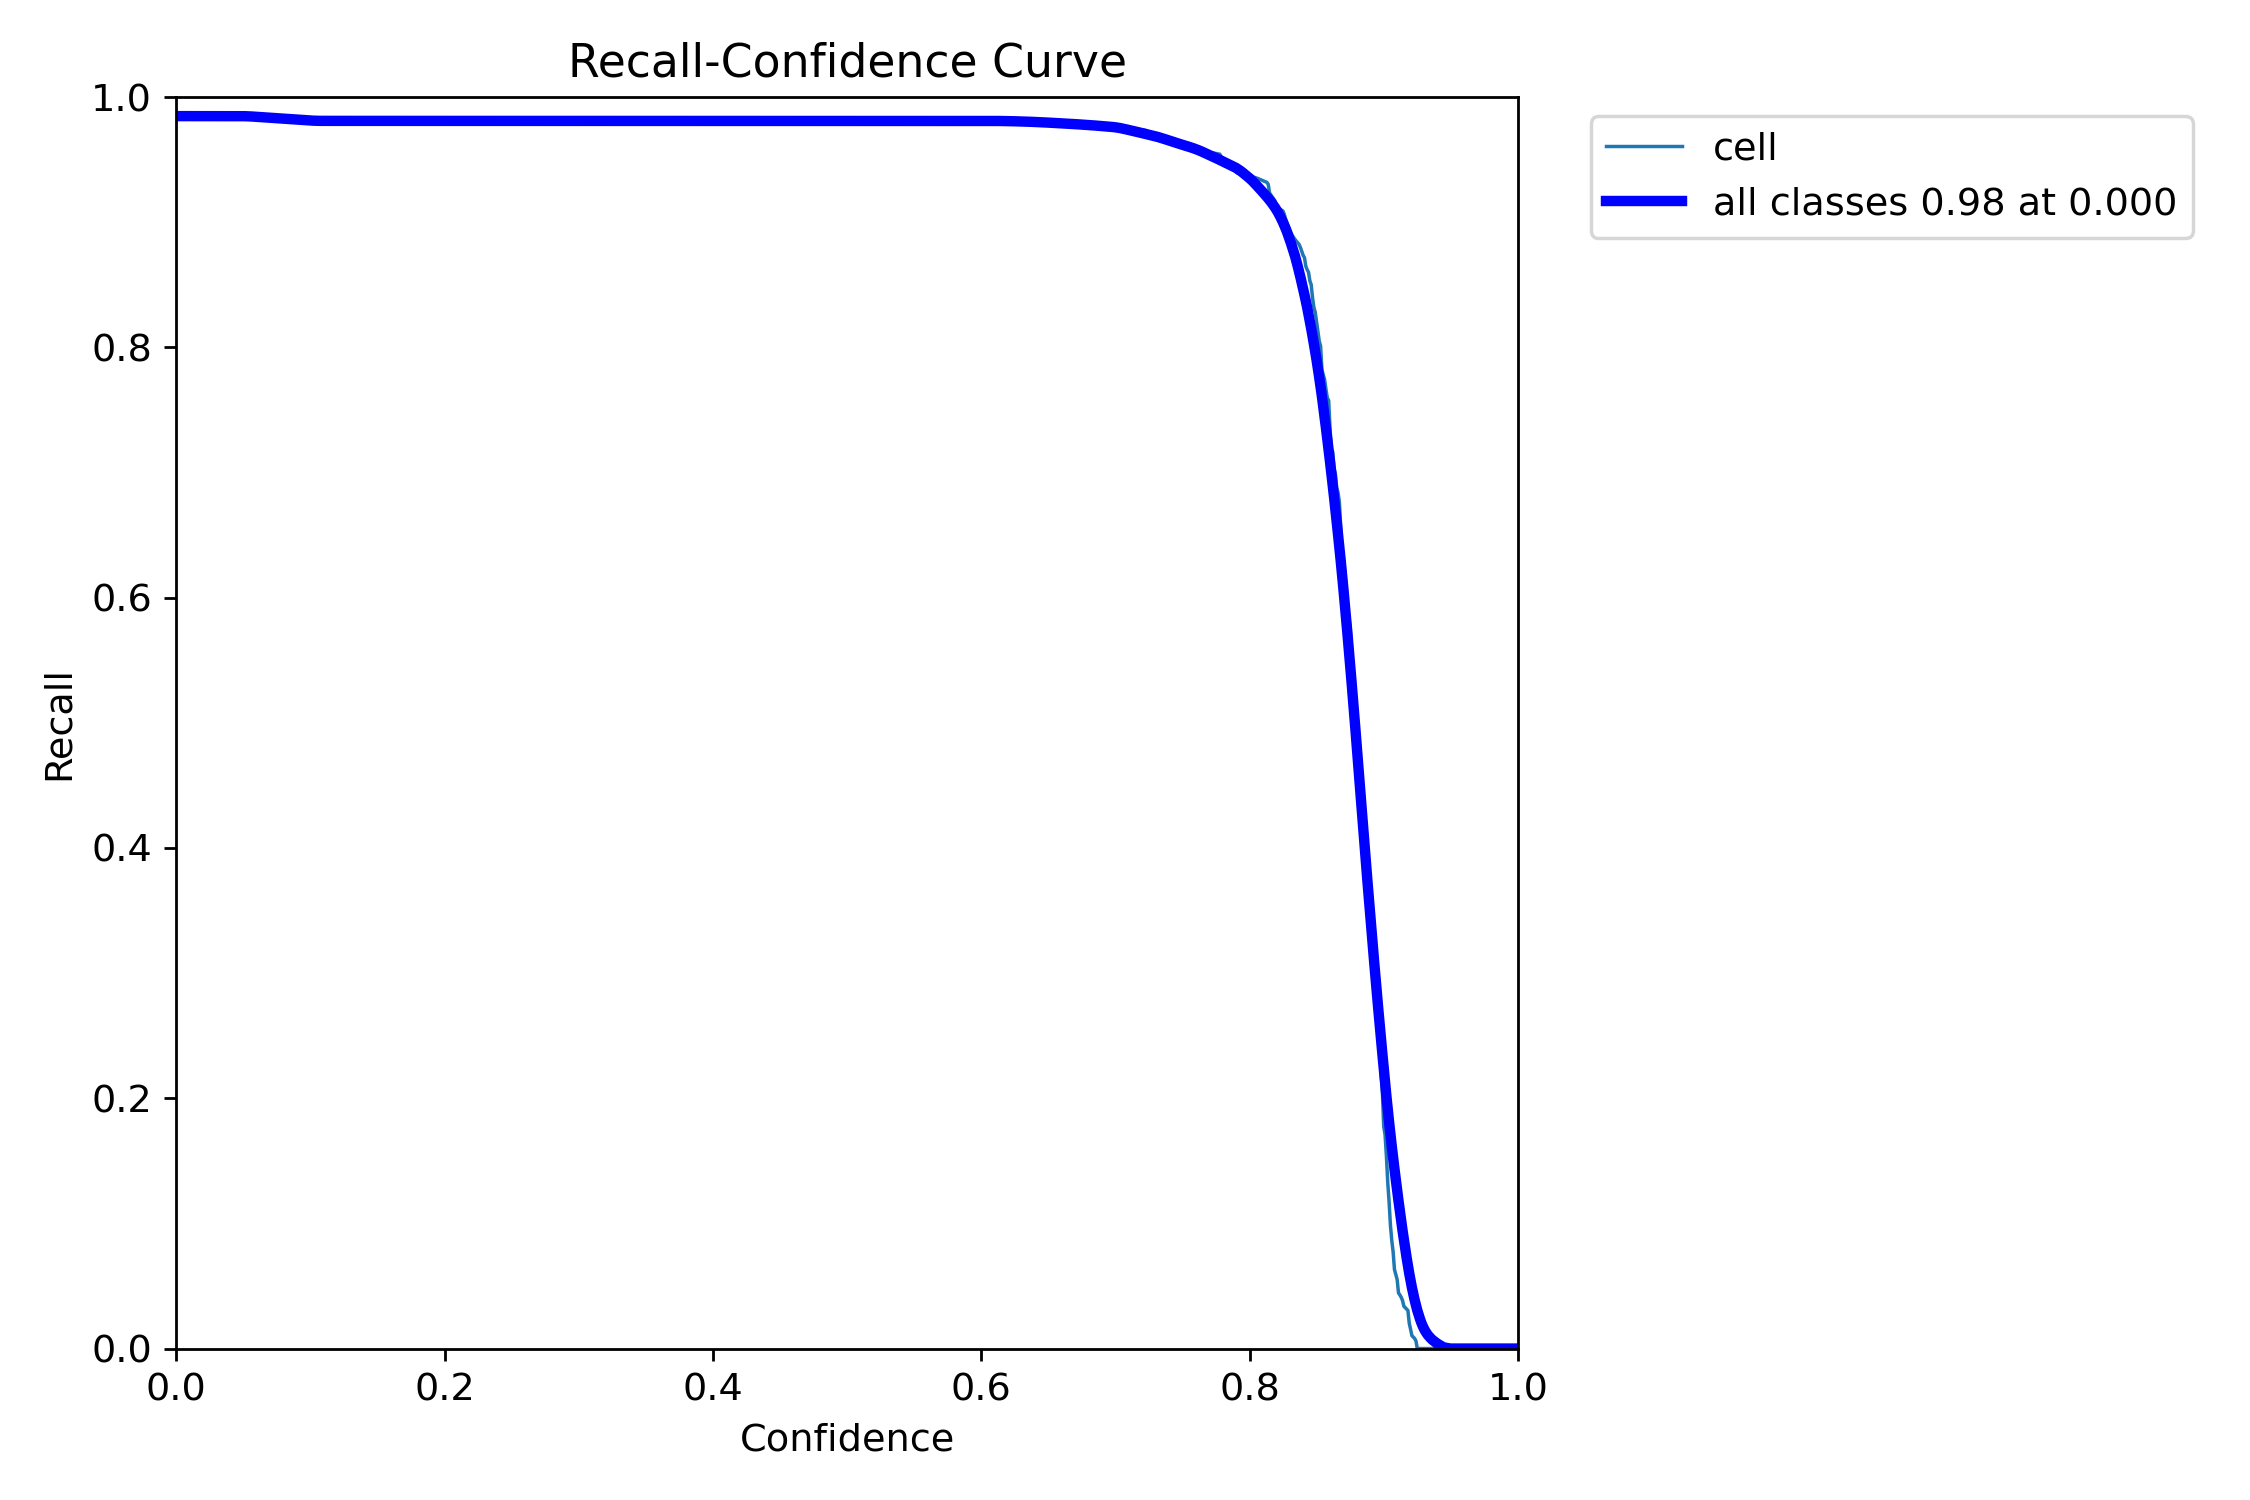 Recall-Confidence Curve
1.0
0.8
0.6
0.4
0.2
0.0
Recall
0.0 0.2 0.4 0.6 0.8 1.0
Confidence
cell
all classes 0.98 at 0.000